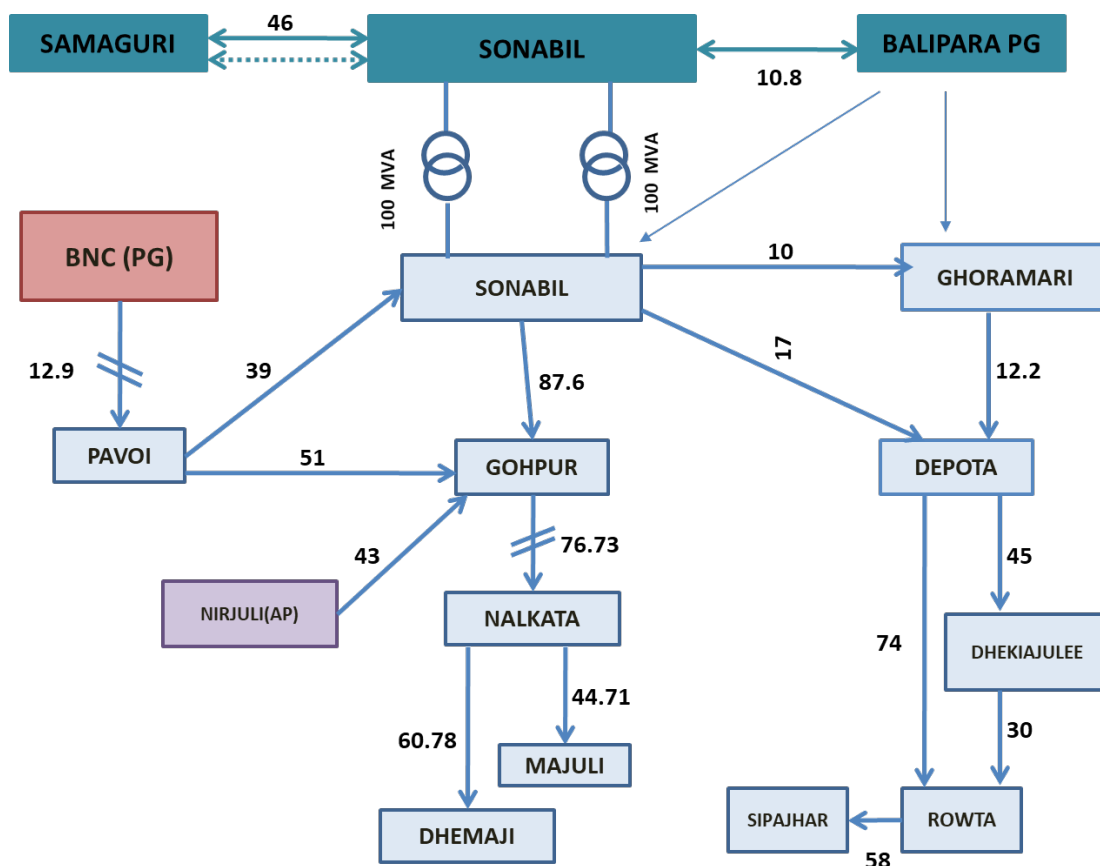 46
SAMAGURI
SONABIL
BALIPARA PG
10.8
100 MVA
100 MVA
BNC (PG)
SONABIL
10
GHORAMARI
12.9
39
87.6
17
12.2
PAVOI
51
GOHPUR
DEPOTA
43
76.73
45
NIRJULI(AP)
NALKATA
74
DHEKIAJULEE
44.71
60.78
30
MAJULI
DHEMAJI
SIPAJHAR
ROWTA
58